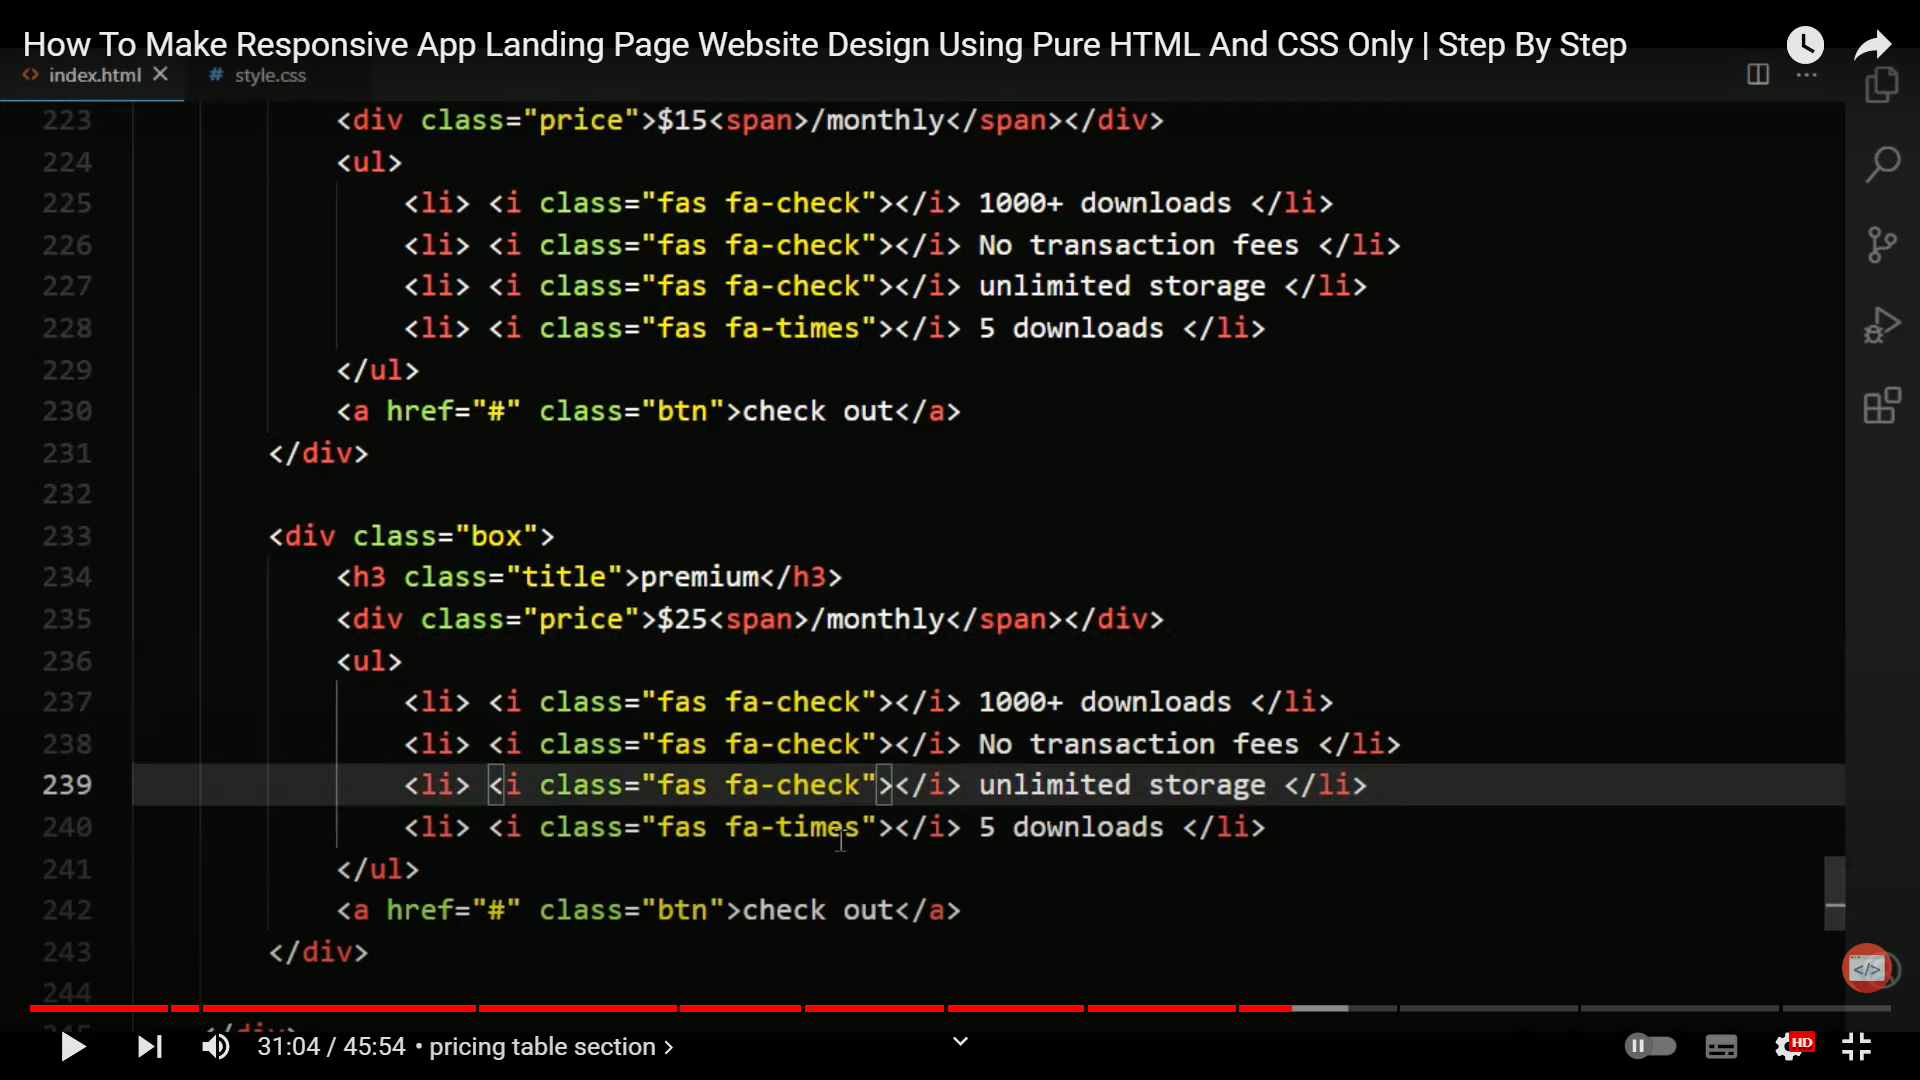 How To Make Responsive App Landing Page Website Design Using Pure HTML And CSS Only | Step By Step
<> index.html × # style.css ...
223 <div class="price">$15<span>/monthly</span></div>
224 <ul>
225 <li> <i class="fas fa-check"></i> 1000+ downloads </li>
226 <li> <i class="fas fa-check"></i> No transaction fees </li>
227 <li> <i class="fas fa-check"></i> unlimited storage </li>
228 <li> <i class="fas fa-times"></i> 5 downloads </li>
229 </ul>
230 <a href="#" class="btn">check out</a>
231 </div>
232
233 <div class="box">
234 <h3 class="title">premium</h3>
235 <div class="price">$25<span>/monthly</span></div>
236 <ul>
237 <li> <i class="fas fa-check"></i> 1000+ downloads </li>
238 <li> <i class="fas fa-check"></i> No transaction fees </li>
239 <li> <i class="fas fa-check"></i> unlimited storage </li>
240 <li> <i class="fas fa-times"></i> 5 downloads </li>
241 </ul>
242 <a href="#" class="btn">check out</a>
243 </div>
244
245 </div>
</>
31:04 / 45:54 • pricing table section >
HD